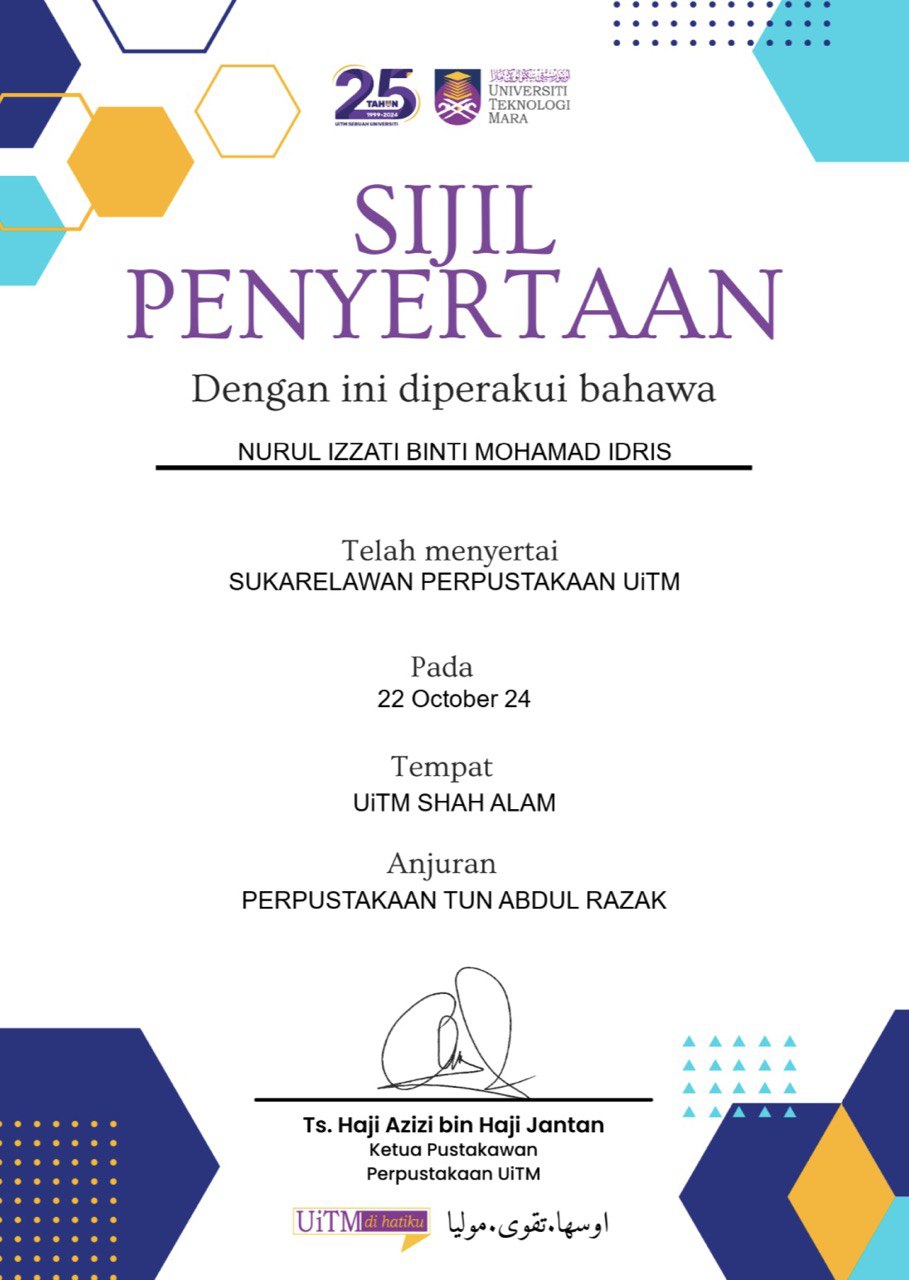 25
TAHUN
1999-2024
UiTM SEBUAH UNIVERSITI
UNIVERSITI
TEKNOLOGI
MARA
SIJIL
PENYERTAAN
Dengan ini diperakui bahawa
NURUL IZZATI BINTI MOHAMAD IDRIS
Telah menyertai
SUKARELAWAN PERPUSTAKAAN UiTM
Pada
22 October 24
Tempat
UiTM SHAH ALAM
Anjuran
PERPUSTAKAAN TUN ABDUL RAZAK
Ts. Haji Azizi bin Haji Jantan
Ketua Pustakawan
Perpustakaan UiTM
UiTM di hatiku
اوسها.تقوى.موليا